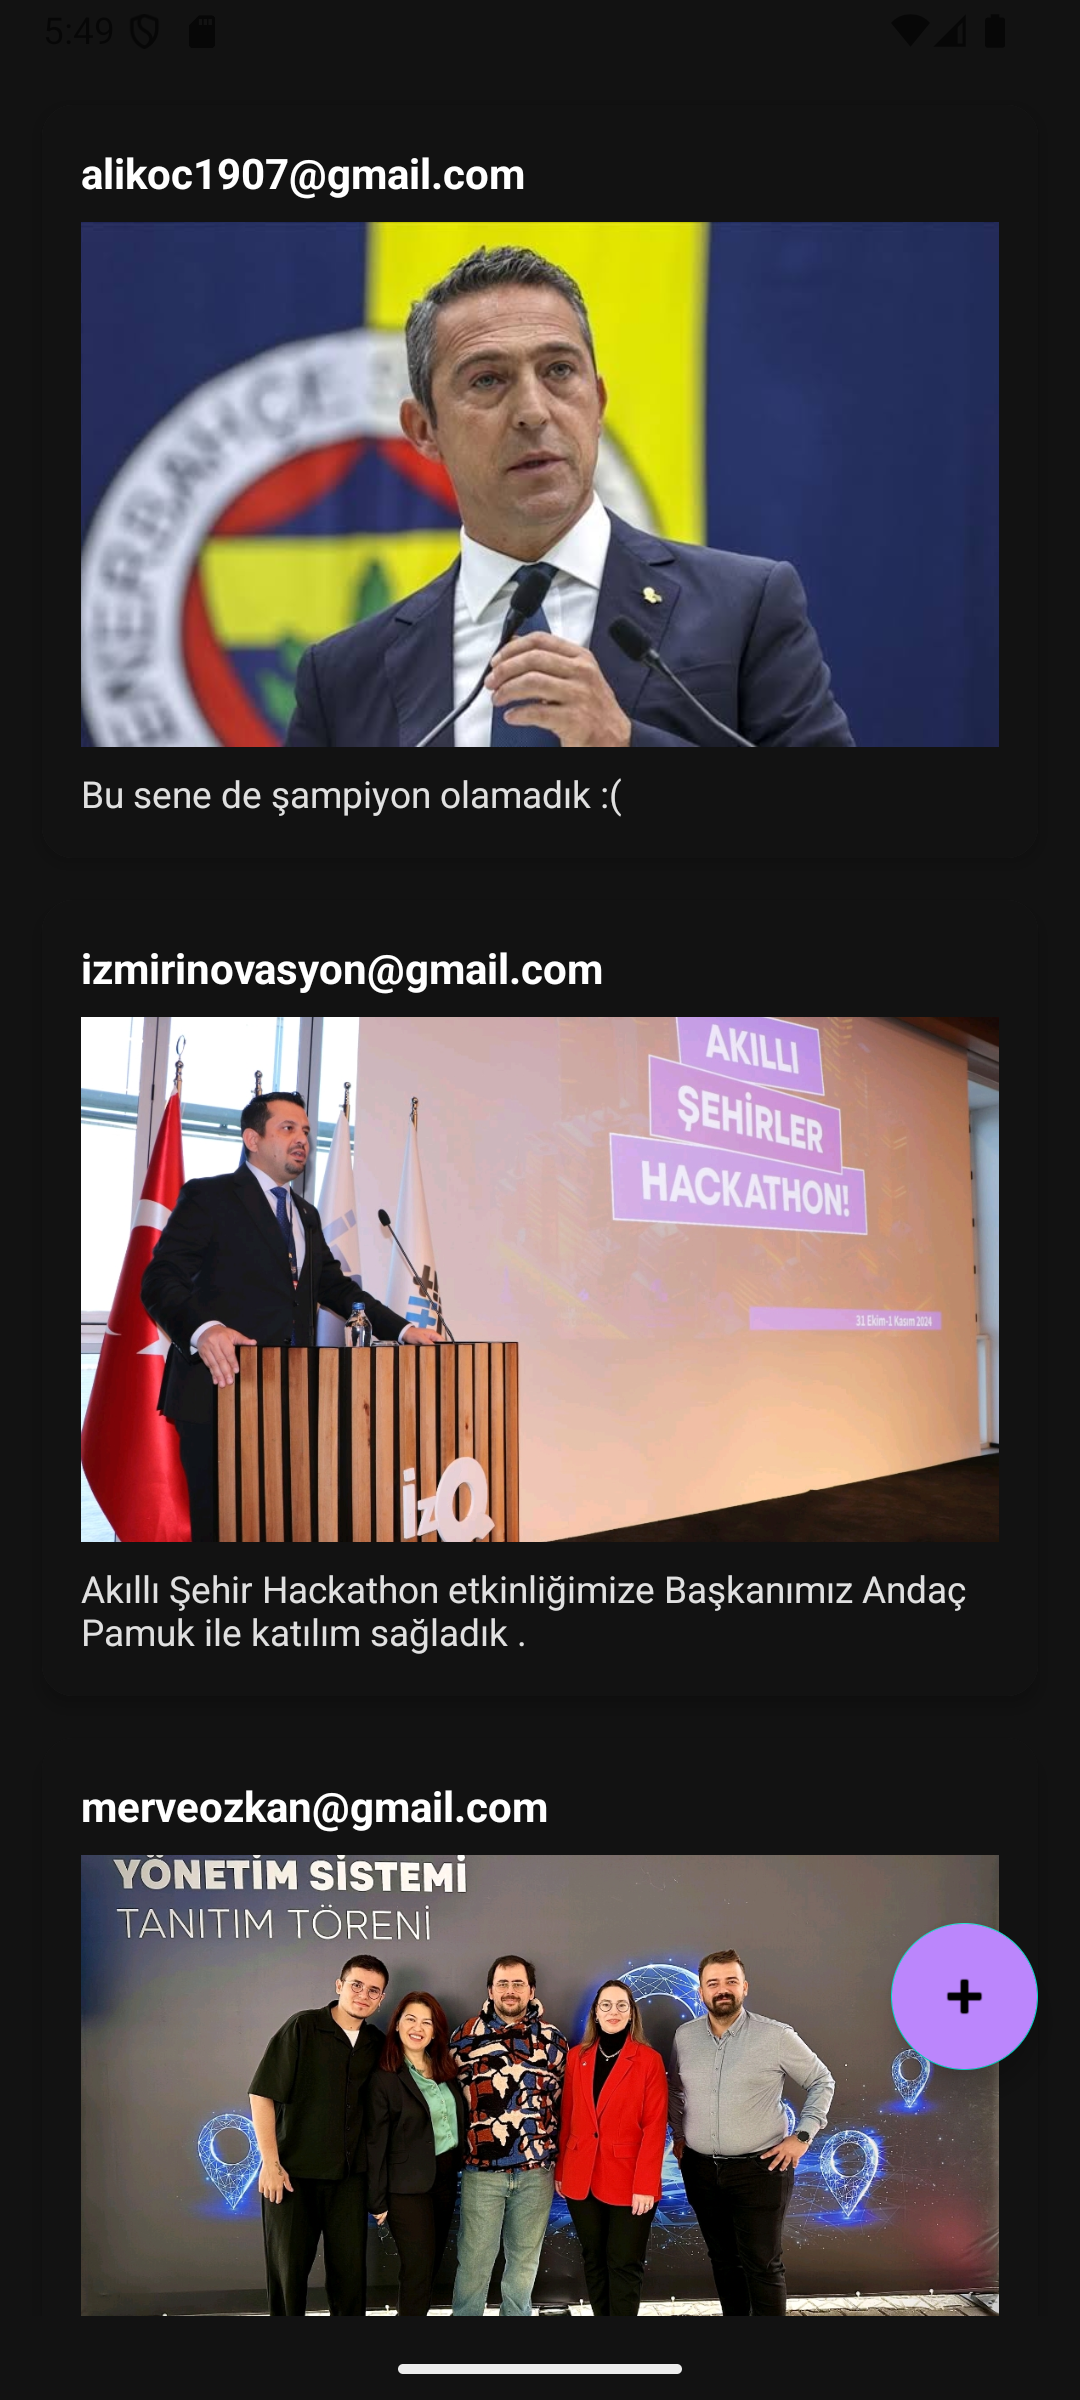 5:49
alikoc1907@gmail.com
ENERBAHÇE S
Bu sene de şampiyon olamadık :(
izmirinovasyon@gmail.com
AKILLI
ŞEHİRLER
HACKATHON!
31 Ekim-1 Kasım 2024
izQ
Akıllı Şehir Hackathon etkinliğimize Başkanımız Andaç
Pamuk ile katılım sağladık .
merveozkan@gmail.com
YÖNETİM SİSTEMİ
TANITIM TÖRENİ